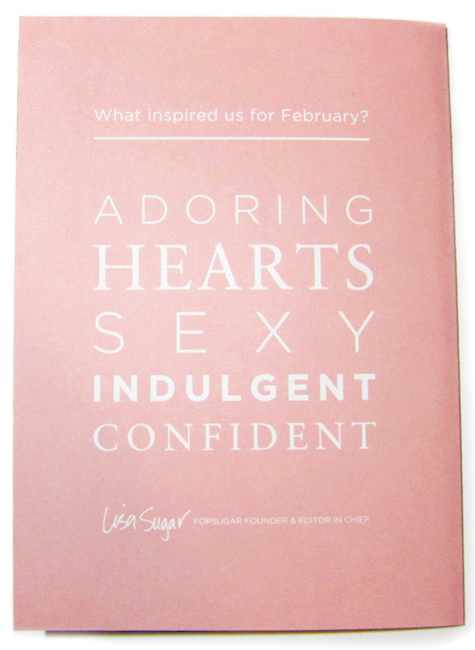 What inspired us for February?
ADORING
HEARTS
SEXY
INDULGENT
CONFIDENT
Lisa Sugar POPSUGAR FOUNDER & EDITOR IN CHIEF